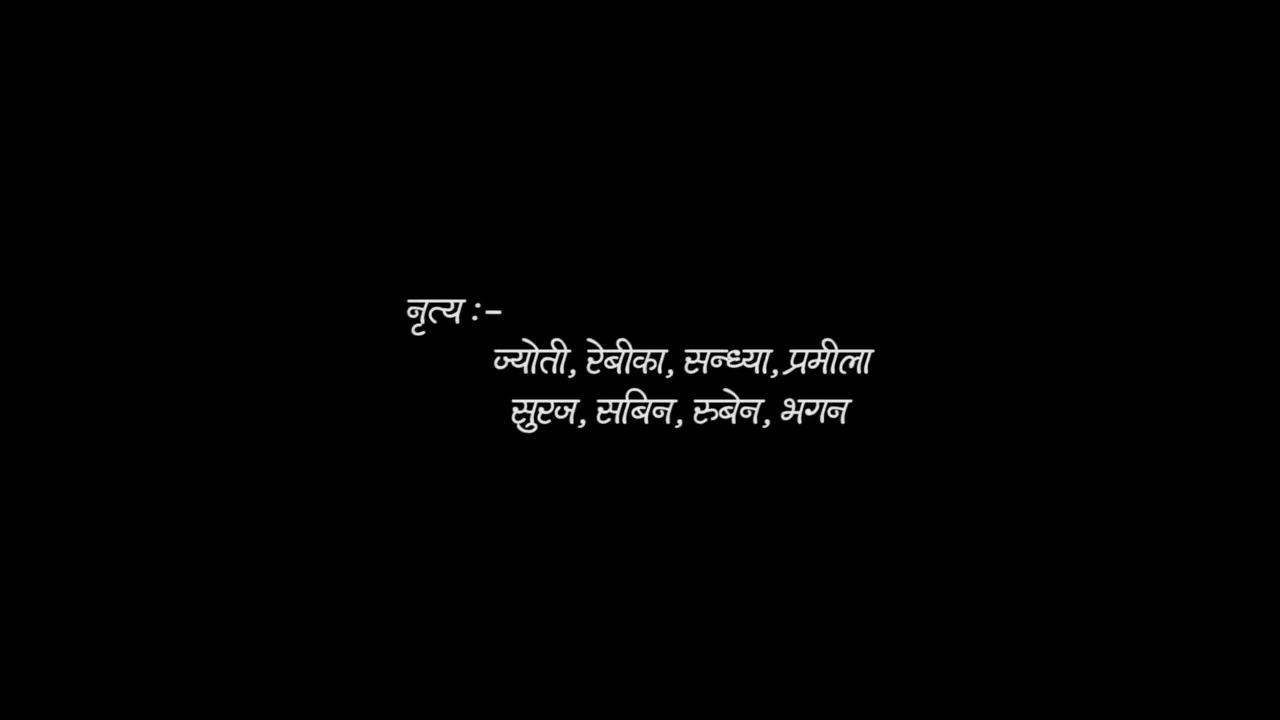 नृत्य :-
ज्योती, रेबीका, सन्ध्या, प्रमीला
सुरज, सबिन, रुबेन, भगन